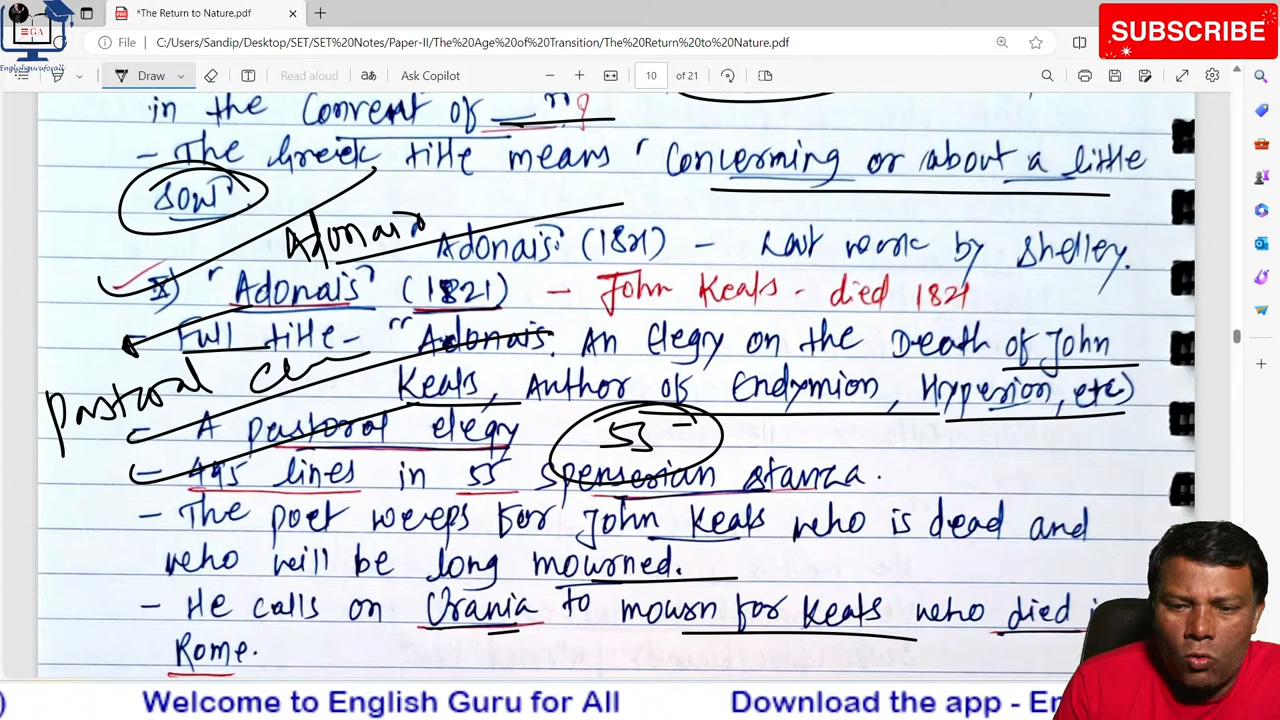 *The Return to Nature.pdf
SUBSCRIBE
EGA
Englishguruforall
File
C:/Users/Sandip/Desktop/SET/SET%20Notes/Paper-II/The%20Age%20of%20Transition/The%20Return%20to%20Nature.pdf
Draw
Read aloud
Ask Copilot
10 of 21
in the Convent of
- The Greek title means "Concerning or about a little
soul".
Adonais
Adonais: (1821) - Last work by Shelley.
"Adonais" (1821) - John Keats - died 1821
Full title - "Adonais. An Elegry on the Death of John
Keats, Author of Endymion, Hyperion, etc)
Pastoral
- A pastoral elegy
55
- 495 lines in 55 Spenserian stanza.
- The poet weeps for John Keats who is dead and
who will be long mourned.
- He calls on Urania to mourn for Keats who died
Rome.
Welcome to English Guru for All
Download the app - En